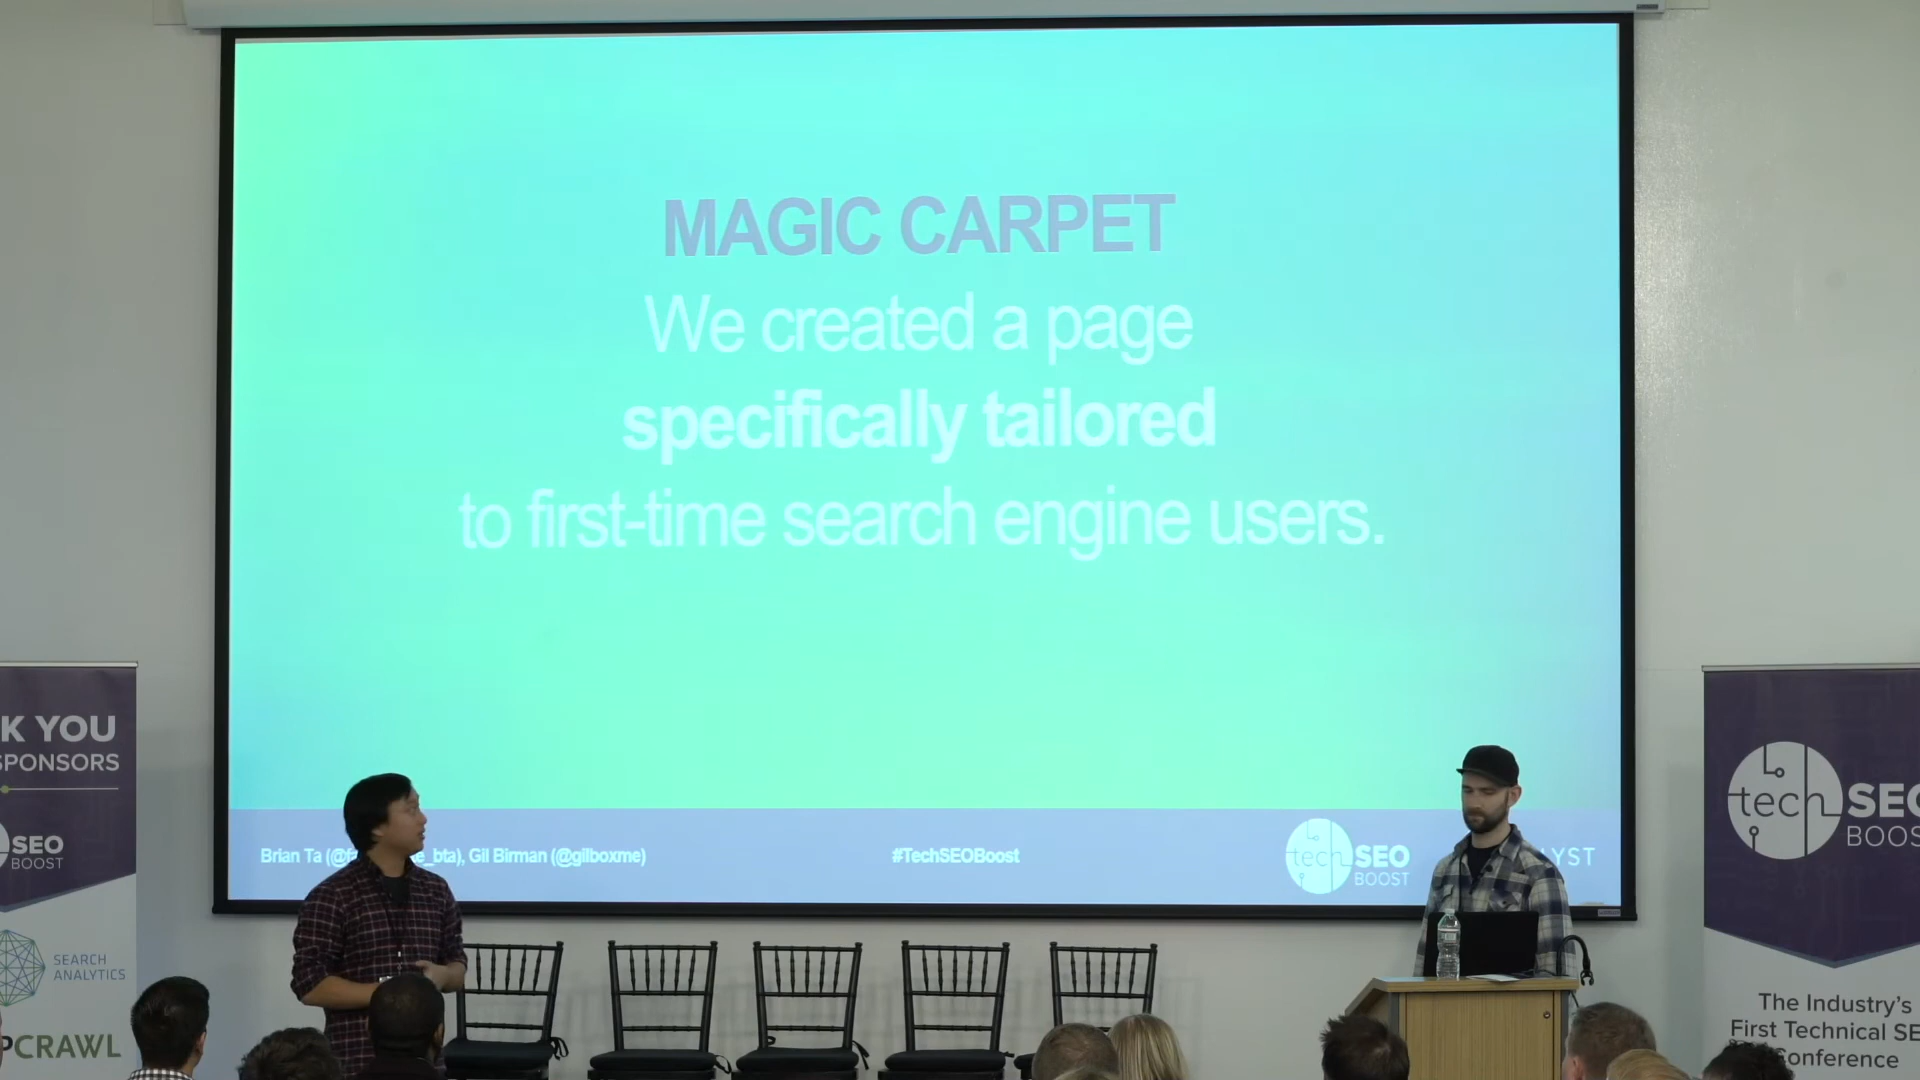 MAGIC CARPET
We created a page
specifically tailored
to first-time search engine users.
Brian Ta (@fa e_bta), Gil Birman (@gilboxme)
#TechSEOBoost
tech SEO
BOOST
YST
K YOU
SPONSORS
SEO
BOOST
SEARCH
ANALYTICS
PCRAWL
tech SEO
BOOS
The Industry's
First Technical SE
Conference